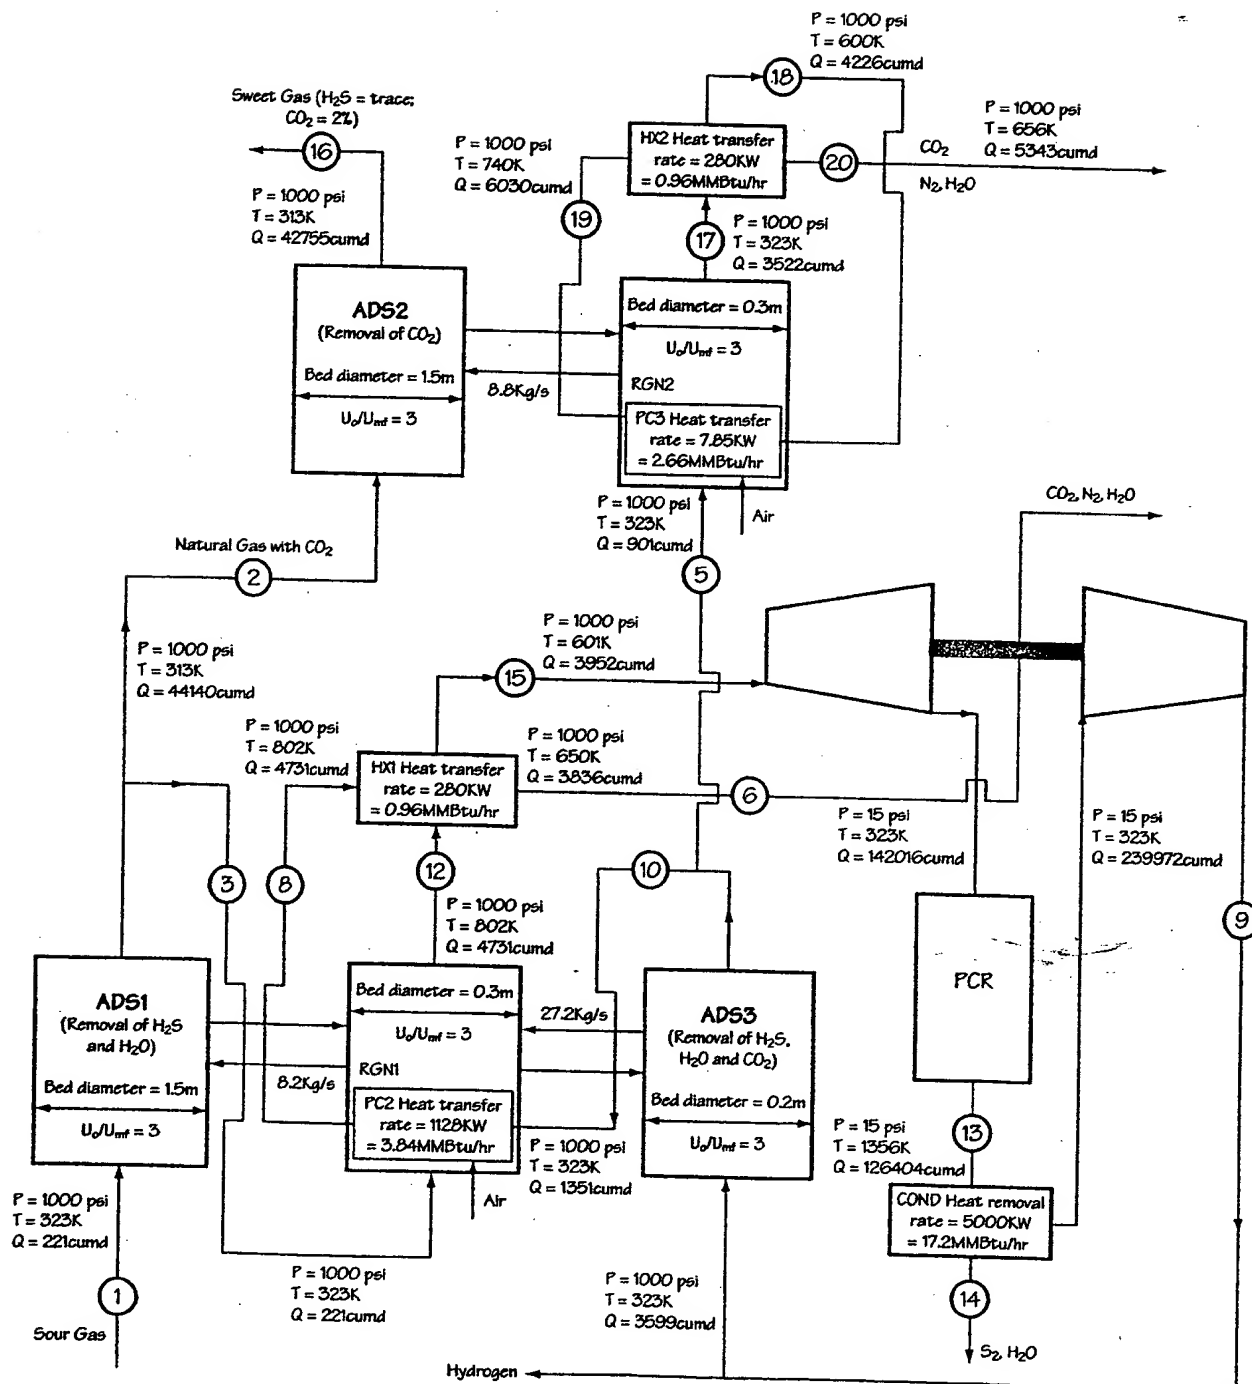 P = 1000 psi
T = 600K
Q = 4226cumd
18
Sweet Gas (H₂S = trace;
CO₂ = 2%)
16
P = 1000 psi
T = 740K
Q = 6030cumd
HX2 Heat transfer
rate = 280KW
= 0.96MMBtu/hr
20
CO₂
N₂, H₂O
P = 1000 psi
T = 656K
Q = 5343cumd
P = 1000 psi
T = 313K
Q = 42755cumd
19
17
P = 1000 psi
T = 323K
Q = 3522cumd
ADS2
(Removal of CO₂)
Bed diameter = 1.5m
U₀/Uₘf = 3
8.8Kg/s
Bed diameter = 0.3m
U₀/Uₘf = 3
RGN2
PC3 Heat transfer
rate = 7.85KW
= 2.66MMBtu/hr
Air
P = 1000 psi
T = 323K
Q = 901cumd
CO₂, N₂, H₂O
Natural Gas with CO₂
2
5
P = 1000 psi
T = 313K
Q = 44140cumd
P = 1000 psi
T = 601K
Q = 3952cumd
15
P = 1000 psi
T = 802K
Q = 4731cumd
HX1 Heat transfer
rate = 280KW
= 0.96MMBtu/hr
P = 1000 psi
T = 650K
Q = 3836cumd
6
P = 15 psi
T = 323K
Q = 142016cumd
P = 15 psi
T = 323K
Q = 239972cumd
3
8
12
10
9
P = 1000 psi
T = 802K
Q = 4731cumd
ADS1
(Removal of H₂S
and H₂O)
Bed diameter = 1.5m
U₀/Uₘf = 3
8.2Kg/s
Bed diameter = 0.3m
U₀/Uₘf = 3
RGN1
PC2 Heat transfer
rate = 1128KW
= 3.84MMBtu/hr
Air
27.2Kg/s
ADS3
(Removal of H₂S.
H₂O and CO₂)
Bed diameter = 0.2m
U₀/Uₘf = 3
PCR
P = 1000 psi
T = 323K
Q = 1351cumd
13
P = 15 psi
T = 1356K
Q = 126404cumd
COND Heat removal
rate = 5000KW
= 17.2MMBtu/hr
P = 1000 psi
T = 323K
Q = 221cumd
1
Sour Gas
P = 1000 psi
T = 323K
Q = 221cumd
P = 1000 psi
T = 323K
Q = 3599cumd
14
S₂, H₂O
Hydrogen